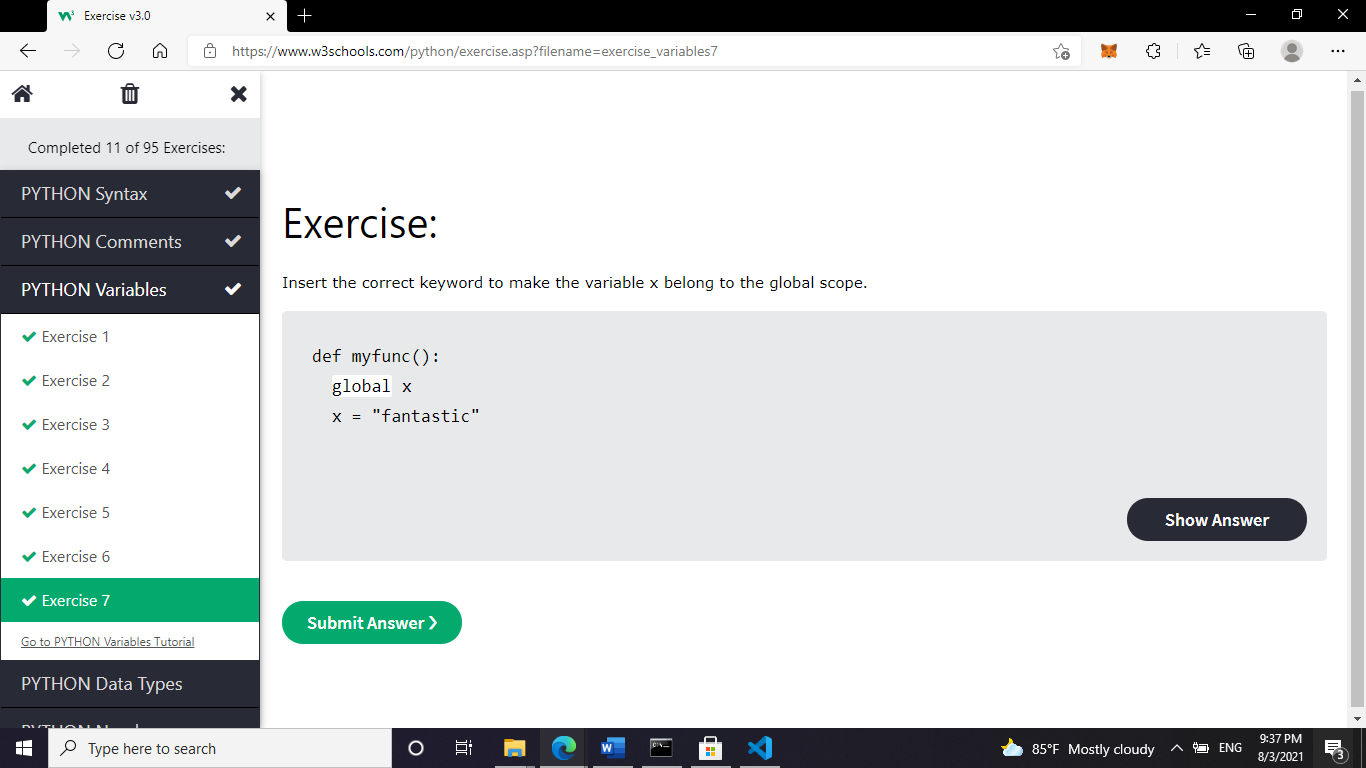 Exercise v3.0
https://www.w3schools.com/python/exercise.asp?filename=exercise_variables7
Completed 11 of 95 Exercises:
PYTHON Syntax
PYTHON Comments
PYTHON Variables
Exercise 1
Exercise 2
Exercise 3
Exercise 4
Exercise 5
Exercise 6
Exercise 7
Go to PYTHON Variables Tutorial
PYTHON Data Types
Exercise:
Insert the correct keyword to make the variable x belong to the global scope.
def myfunc():
  global x
  x = "fantastic"
Show Answer
Submit Answer ❯
Type here to search
85°F Mostly cloudy
ENG
9:37 PM
8/3/2021
3